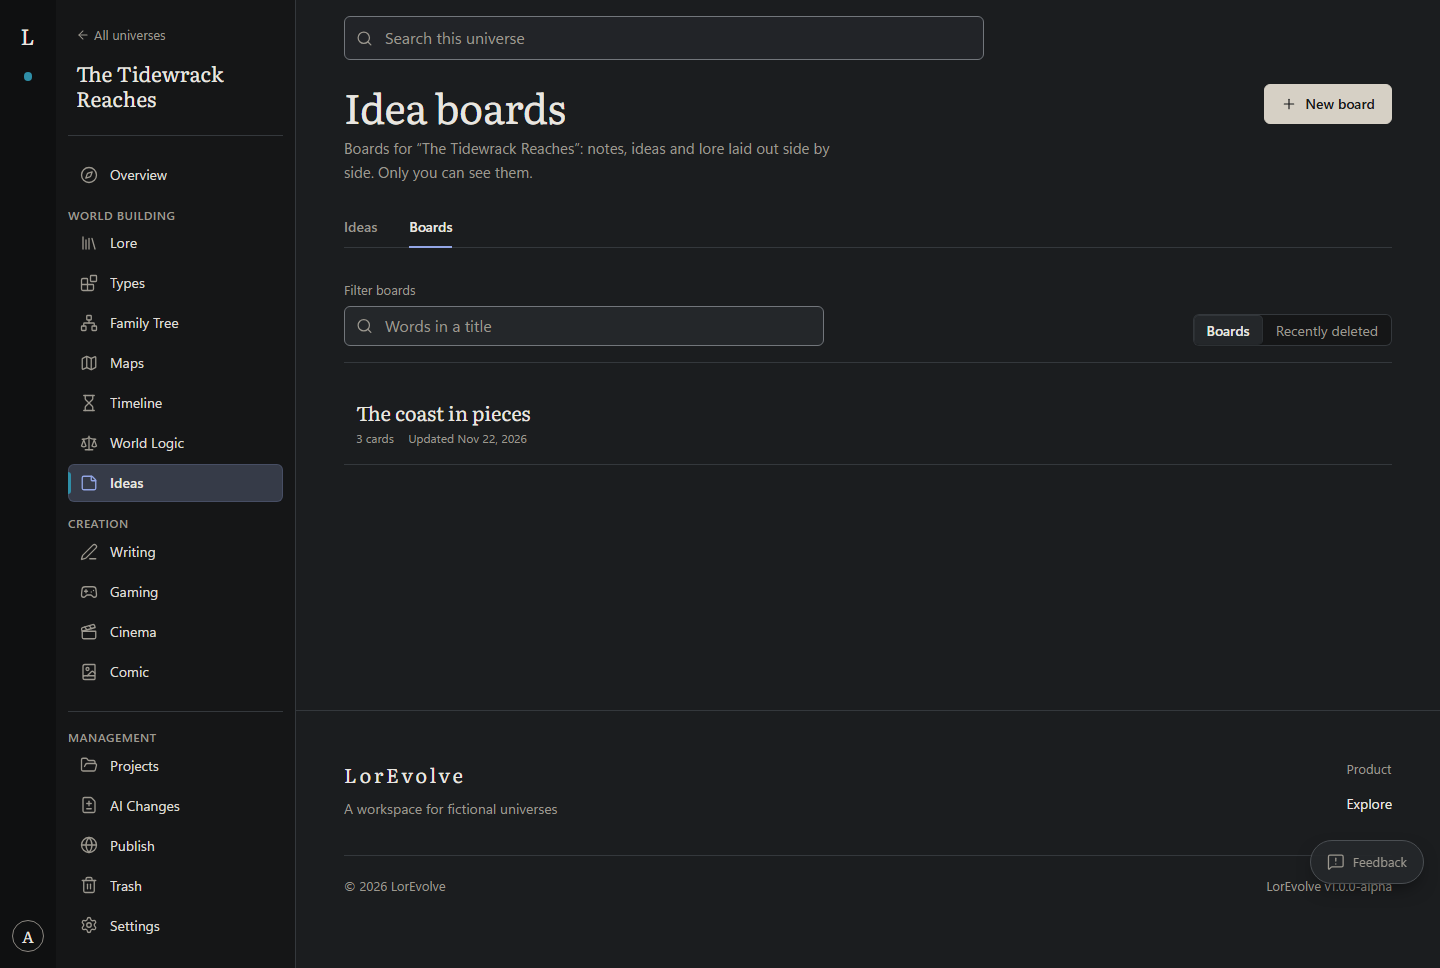 L
All universes
The Tidewrack
Reaches
Overview
WORLD BUILDING
Lore
Types
Family Tree
Maps
Timeline
World Logic
Ideas
CREATION
Writing
Gaming
Cinema
Comic
MANAGEMENT
Projects
AI Changes
Publish
Trash
Settings
A
Search this universe
Idea boards
New board
Boards for “The Tidewrack Reaches”: notes, ideas and lore laid out side by
side. Only you can see them.
Ideas
Boards
Filter boards
Words in a title
Boards
Recently deleted
The coast in pieces
3 cards Updated Nov 22, 2026
LorEvolve
A workspace for fictional universes
Product
Explore
Feedback
© 2026 LorEvolve
LorEvolve v1.0.0-alpha